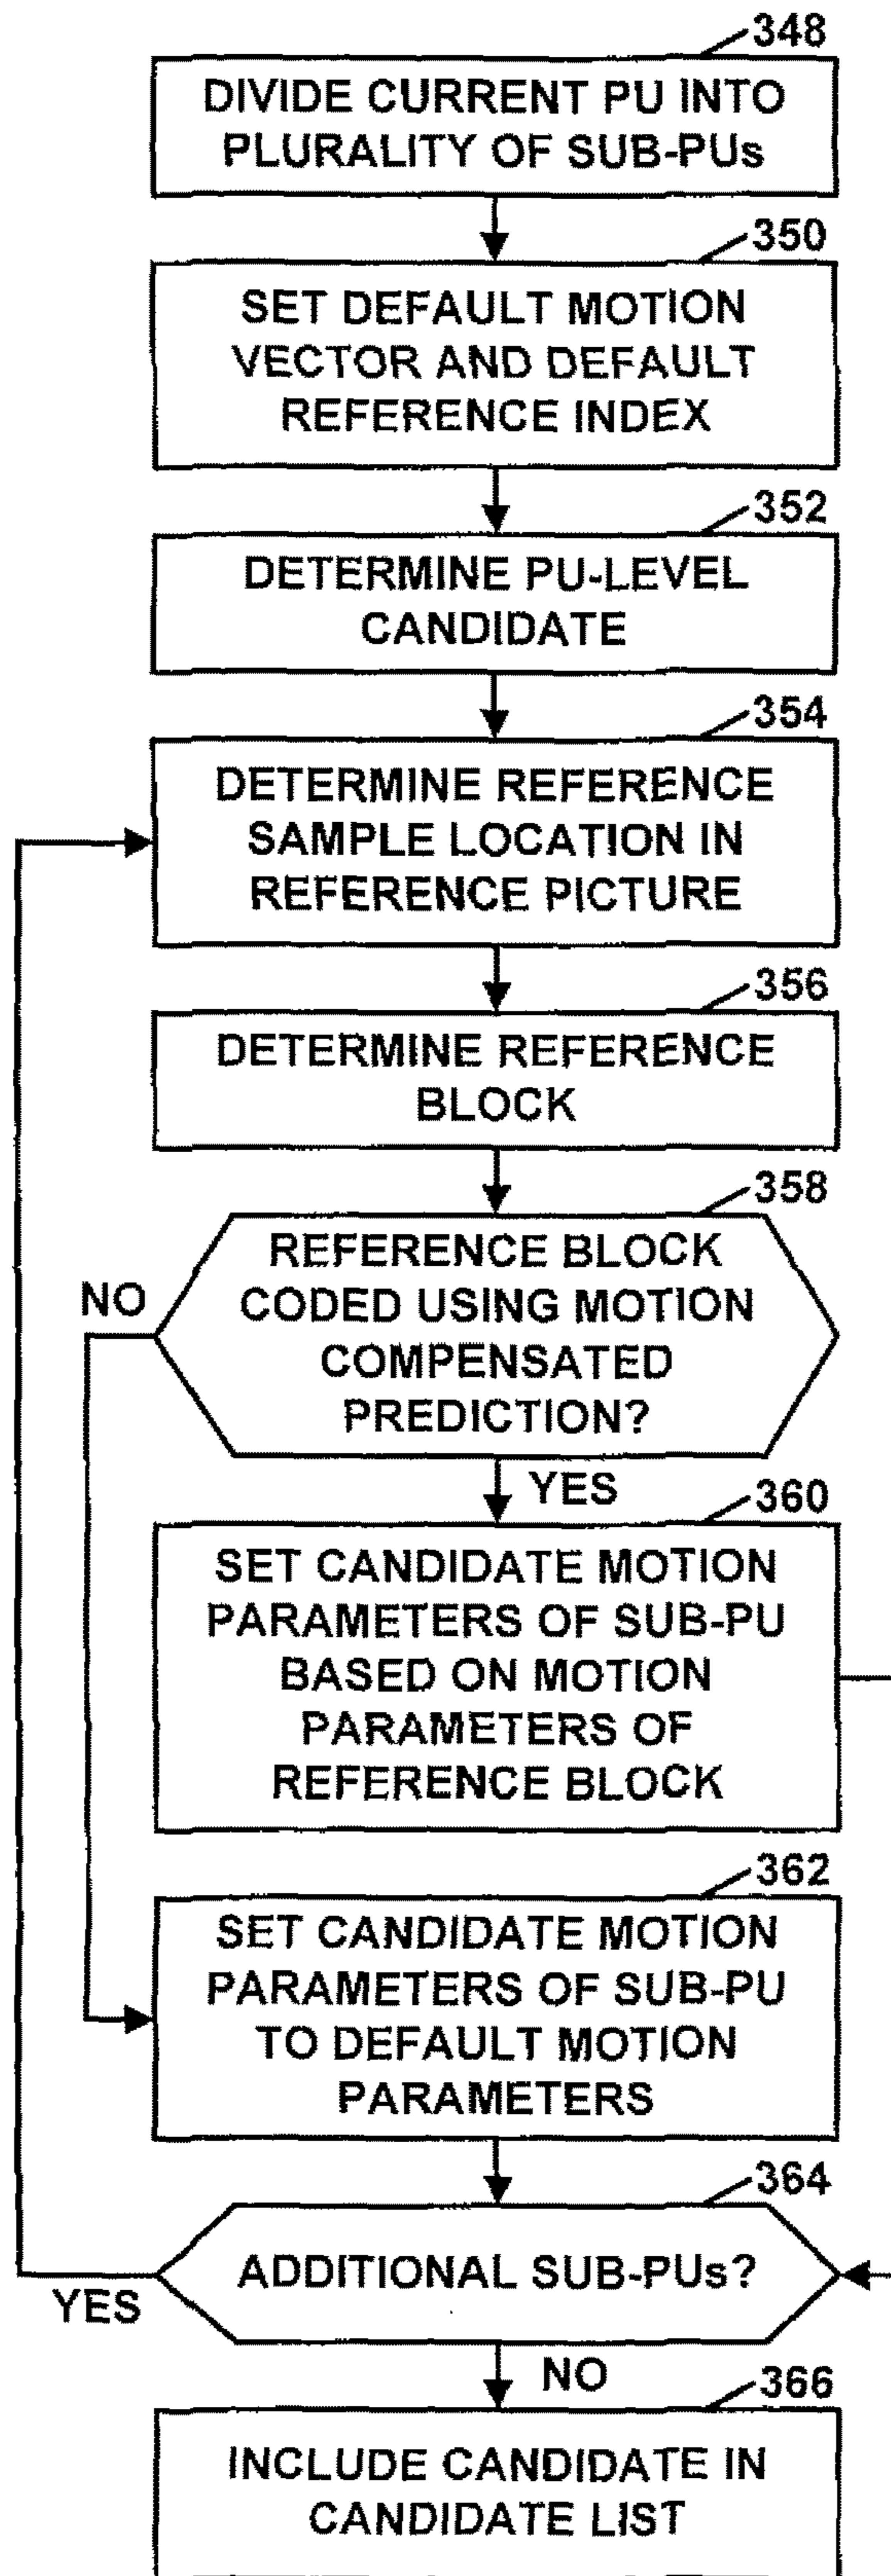 348
DIVIDE CURRENT PU INTO
PLURALITY OF SUB-PUs
350
SET DEFAULT MOTION
VECTOR AND DEFAULT
REFERENCE INDEX
352
DETERMINE PU-LEVEL
CANDIDATE
354
DETERMINE REFERENCE
SAMPLE LOCATION IN
REFERENCE PICTURE
356
DETERMINE REFERENCE
BLOCK
358
REFERENCE BLOCK
CODED USING MOTION
COMPENSATED
PREDICTION?
NO
YES
360
SET CANDIDATE MOTION
PARAMETERS OF SUB-PU
BASED ON MOTION
PARAMETERS OF
REFERENCE BLOCK
362
SET CANDIDATE MOTION
PARAMETERS OF SUB-PU
TO DEFAULT MOTION
PARAMETERS
364
ADDITIONAL SUB-PUs?
YES
NO
366
INCLUDE CANDIDATE IN
CANDIDATE LIST